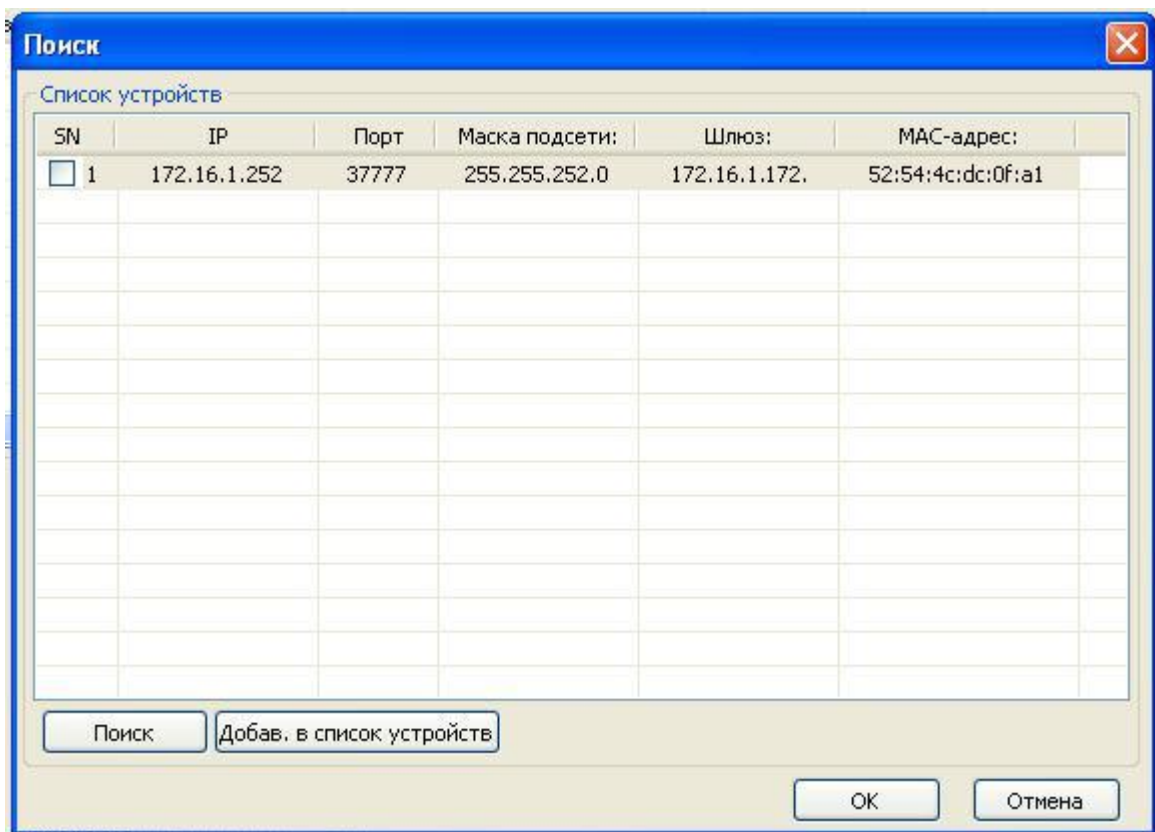 Поиск
Список устройств
SN IP Порт Маска подсети: Шлюз: MAC-адрес:
1 172.16.1.252 37777 255.255.252.0 172.16.1.172. 52:54:4c:dc:0f:a1
Поиск Добав. в список устройств
OK Отмена